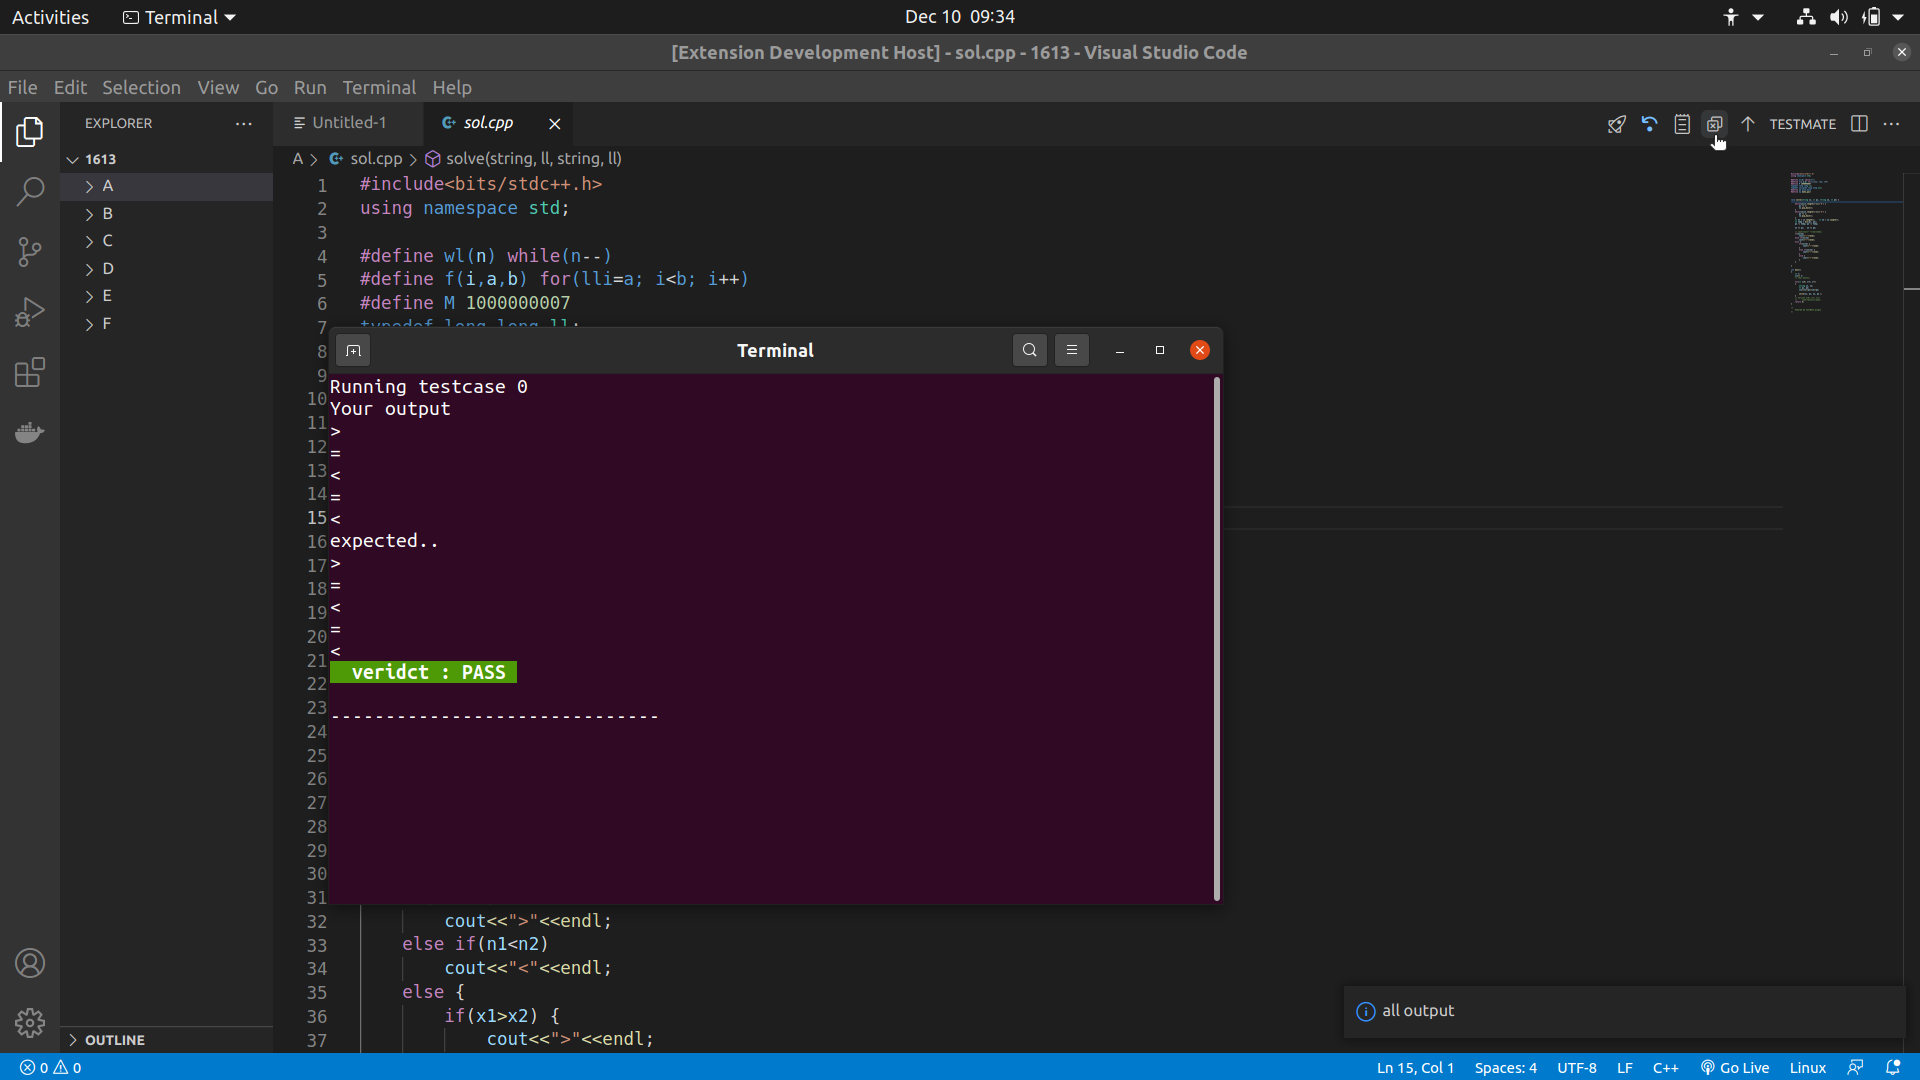 Activities
Terminal
Dec 10 09:34
[Extension Development Host] - sol.cpp - 1613 - Visual Studio Code
File Edit Selection View Go Run Terminal Help
EXPLORER
Untitled-1
sol.cpp
TESTMATE
1613
A
B
C
D
E
F
OUTLINE
A > sol.cpp > solve(string, ll, string, ll)
1 #include<bits/stdc++.h>
2 using namespace std;
3
4 #define wl(n) while(n--)
5 #define f(i,a,b) for(lli=a; i<b; i++)
6 #define M 1000000007
7 typedef long long ll;
8
9
10
11
12
13
14
15
16
17
18
19
20
21
22
23
24
25
26
27
28
29
30
31
32 cout<<">"<<endl;
33 else if(n1<n2)
34 cout<<"<"<<endl;
35 else {
36 if(x1>x2) {
37 cout<<">"<<endl;
Terminal
Running testcase 0
Your output
>
=
<
=
<
expected..
>
=
<
=
<
veridct : PASS
------------------------------
all output
0 0
Ln 15, Col 1
Spaces: 4
UTF-8
LF
C++
Go Live
Linux